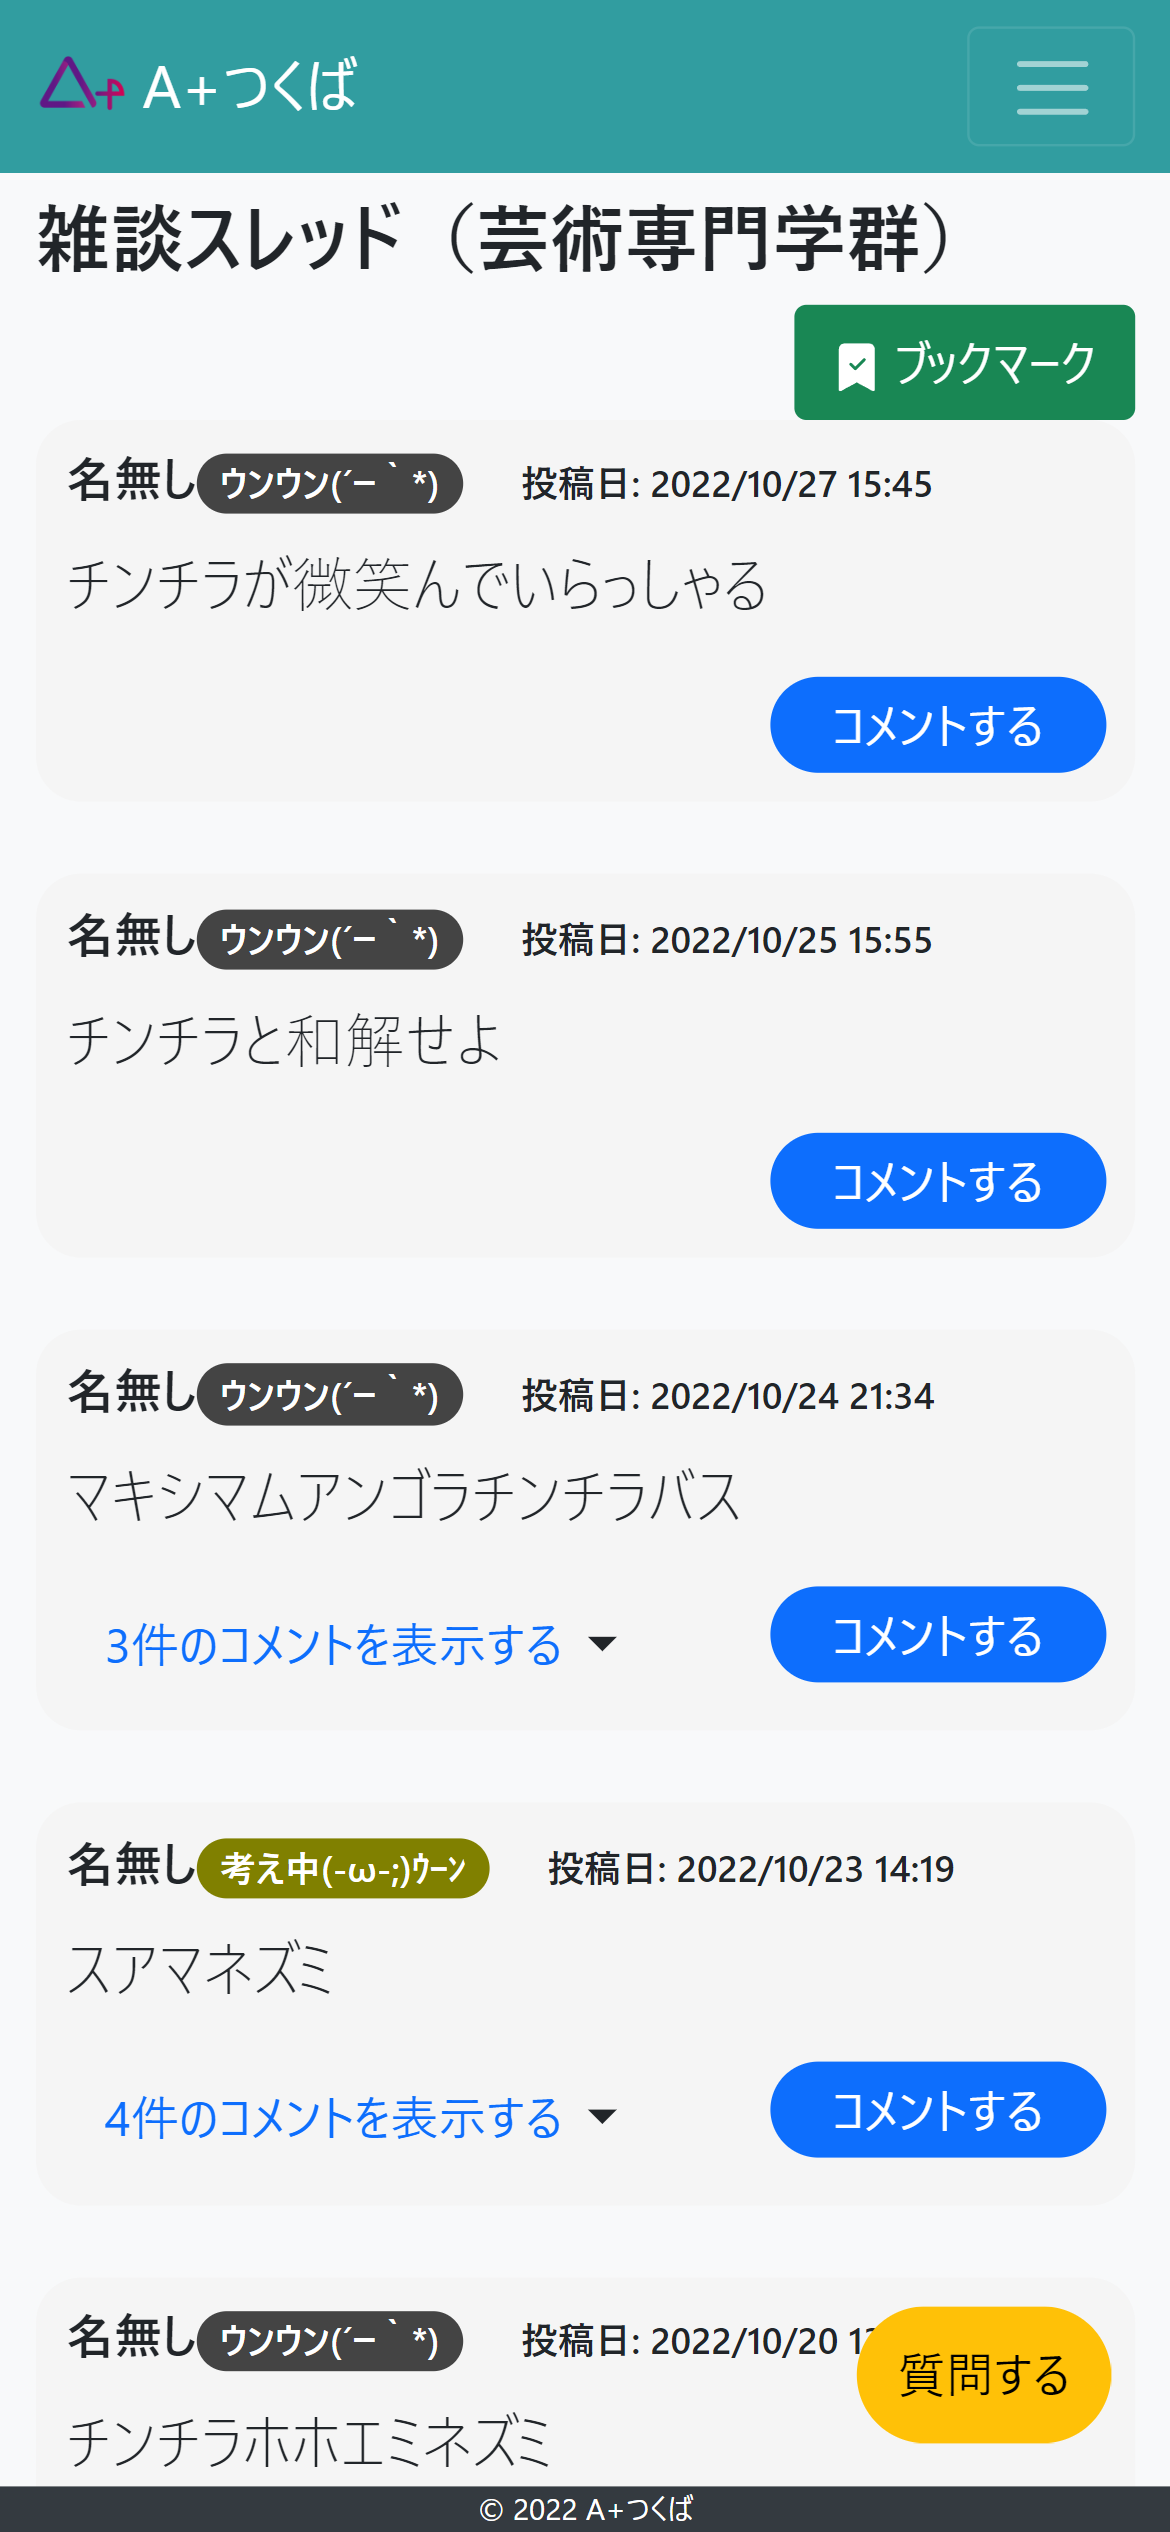 A+つくば
雑談スレッド（芸術専門学群）
ブックマーク
名無し ウンウン(´ー｀*) 投稿日: 2022/10/27 15:45
チンチラが微笑んでいらっしゃる
コメントする
名無し ウンウン(´ー｀*) 投稿日: 2022/10/25 15:55
チンチラと和解せよ
コメントする
名無し ウンウン(´ー｀*) 投稿日: 2022/10/24 21:34
マキシマムアンゴラチンチラバス
3件のコメントを表示する
コメントする
名無し 考え中(-ω-;)ｳｰﾝ 投稿日: 2022/10/23 14:19
スアマネズミ
4件のコメントを表示する
コメントする
名無し ウンウン(´ー｀*) 投稿日: 2022/10/20
質問する
チンチラホホエミネズミ
© 2022 A+つくば